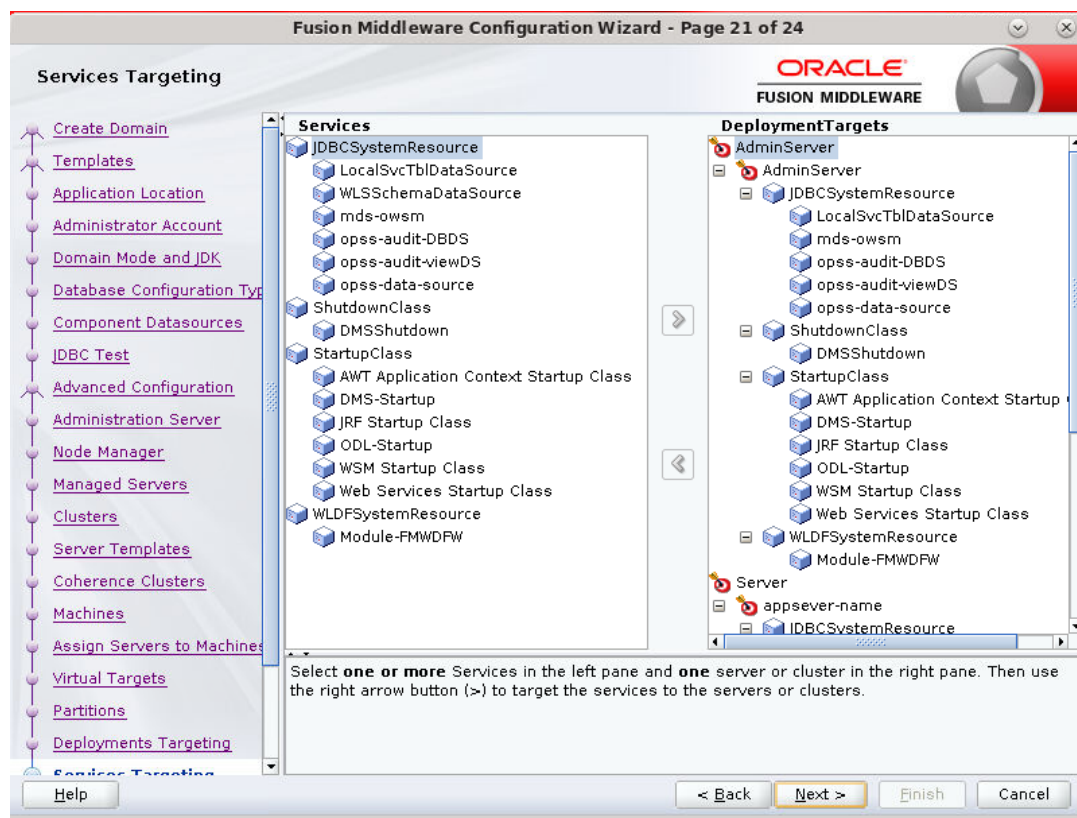 Fusion Middleware Configuration Wizard - Page 21 of 24
Services Targeting
ORACLE
FUSION MIDDLEWARE
Create Domain
Templates
Application Location
Administrator Account
Domain Mode and JDK
Database Configuration Typ
Component Datasources
JDBC Test
Advanced Configuration
Administration Server
Node Manager
Managed Servers
Clusters
Server Templates
Coherence Clusters
Machines
Assign Servers to Machines
Virtual Targets
Partitions
Deployments Targeting
Services Targeting
Services
JDBCSystemResource
LocalSvcTblDataSource
WLSSchemaDataSource
mds-owsm
opss-audit-DBDS
opss-audit-viewDS
opss-data-source
ShutdownClass
DMSShutdown
StartupClass
AWT Application Context Startup Class
DMS-Startup
JRF Startup Class
ODL-Startup
WSM Startup Class
Web Services Startup Class
WLDFSystemResource
Module-FMWDFW
DeploymentTargets
AdminServer
AdminServer
JDBCSystemResource
LocalSvcTblDataSource
mds-owsm
opss-audit-DBDS
opss-audit-viewDS
opss-data-source
ShutdownClass
DMSShutdown
StartupClass
AWT Application Context Startup
DMS-Startup
JRF Startup Class
ODL-Startup
WSM Startup Class
Web Services Startup Class
WLDFSystemResource
Module-FMWDFW
Server
appsever-name
JDBCSystemResource
Select one or more Services in the left pane and one server or cluster in the right pane. Then use
the right arrow button (>) to target the services to the servers or clusters.
Help
< Back
Next >
Finish
Cancel